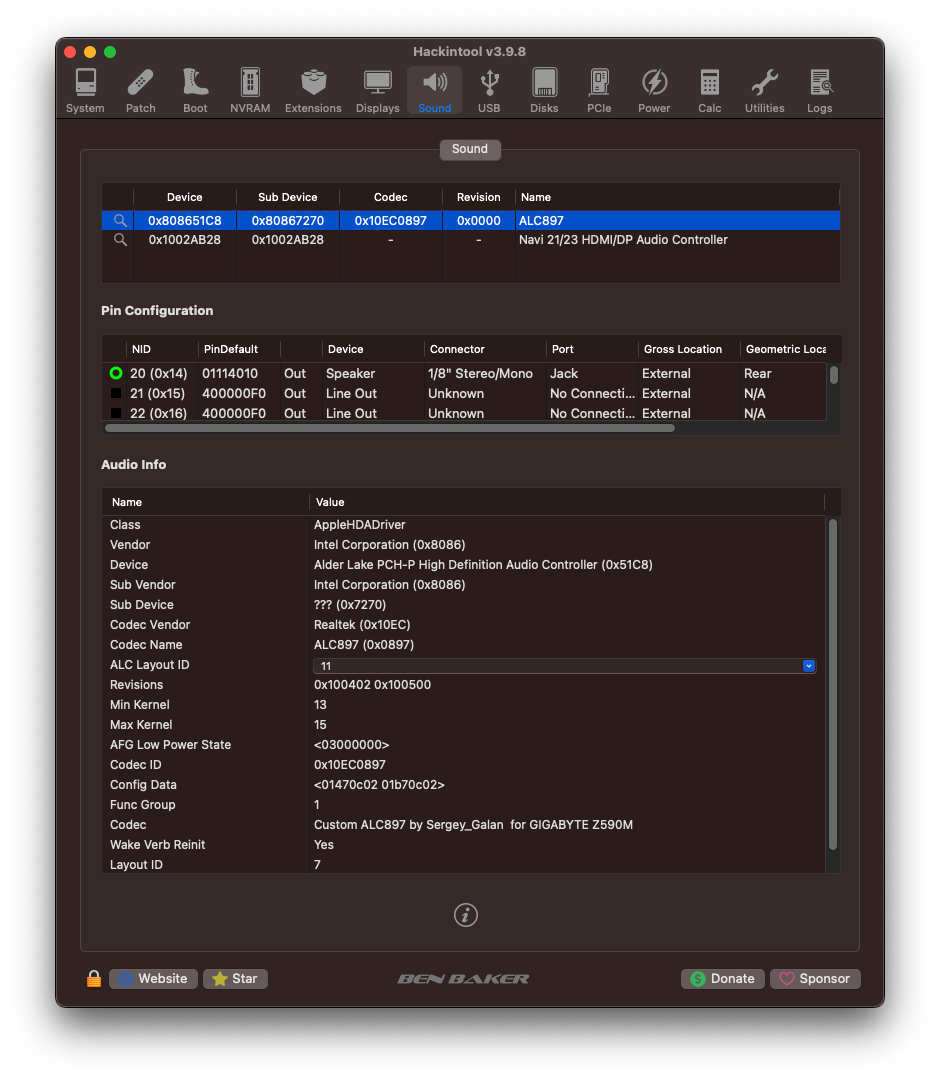 Hackintool v3.9.8
System Patch Boot NVRAM Extensions Displays Sound USB Disks PCIe Power Calc Utilities Logs
Sound
Device Sub Device Codec Revision Name
0x808651C8 0x80867270 0x10EC0897 0x0000 ALC897
0x1002AB28 0x1002AB28 - - Navi 21/23 HDMI/DP Audio Controller
Pin Configuration
NID PinDefault Device Connector Port Gross Location Geometric Loca
20 (0x14) 01114010 Out Speaker 1/8" Stereo/Mono Jack External Rear
21 (0x15) 400000F0 Out Line Out Unknown No Connecti... External N/A
22 (0x16) 400000F0 Out Line Out Unknown No Connecti... External N/A
Audio Info
Name Value
Class AppleHDADriver
Vendor Intel Corporation (0x8086)
Device Alder Lake PCH-P High Definition Audio Controller (0x51C8)
Sub Vendor Intel Corporation (0x8086)
Sub Device ??? (0x7270)
Codec Vendor Realtek (0x10EC)
Codec Name ALC897 (0x0897)
ALC Layout ID 11
Revisions 0x100402 0x100500
Min Kernel 13
Max Kernel 15
AFG Low Power State <03000000>
Codec ID 0x10EC0897
Config Data <01470c02 01b70c02>
Func Group 1
Codec Custom ALC897 by Sergey_Galan  for GIGABYTE Z590M
Wake Verb Reinit Yes
Layout ID 7
Website Star BEN BAKER Donate Sponsor